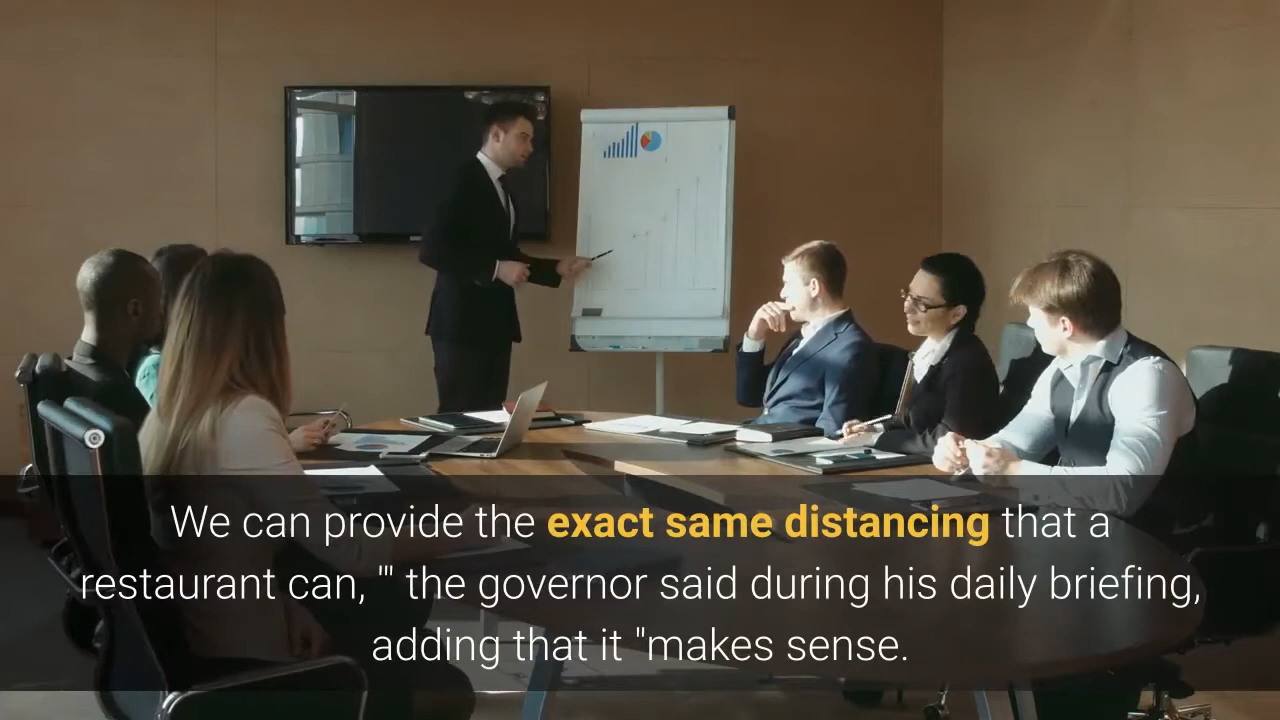 We can provide the exact same distancing that a
restaurant can, '" the governor said during his daily briefing,
adding that it "makes sense.